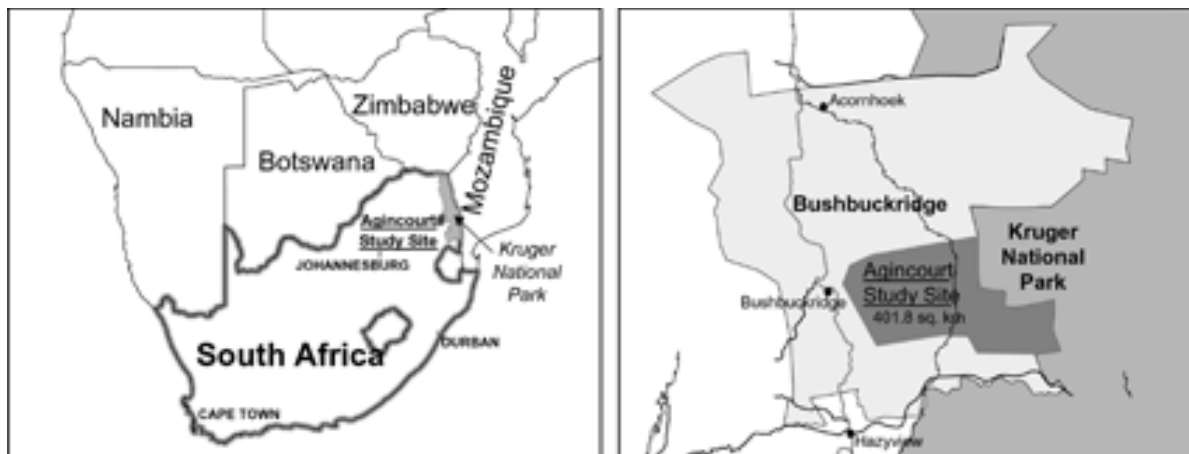 Nambia
Zimbabwe
Botswana
Mozambique
Agincourt
Study Site
JOHANNESBURG
Kruger
National
Park
South Africa
DURBAN
CAPE TOWN
Acornhoek
Bushbuckridge
Kruger
National
Park
Agincourt
Study Site
401.8 sq. km
Bushbuckridge
Hazyview